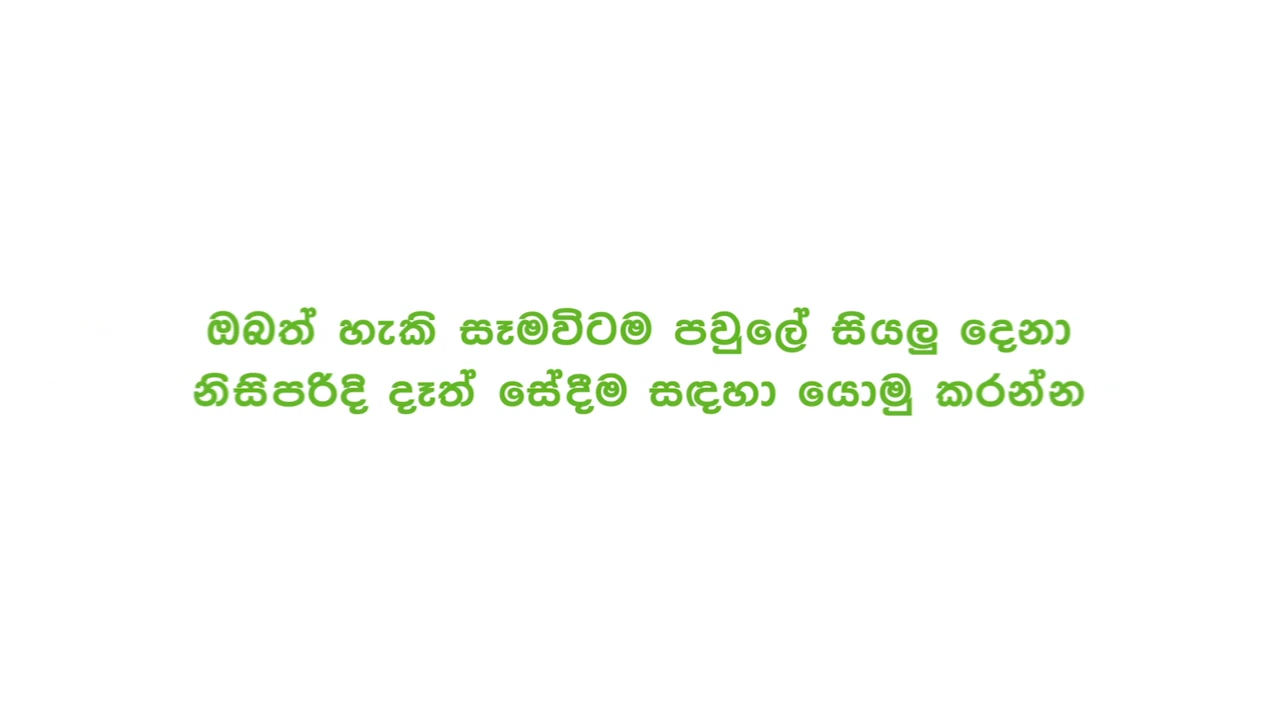 ඔබත් හැකි සෑමවිටම පවුලේ සියලු දෙනා
නිසිපරිදි දෑත් සේදීම සඳහා යොමු කරන්න